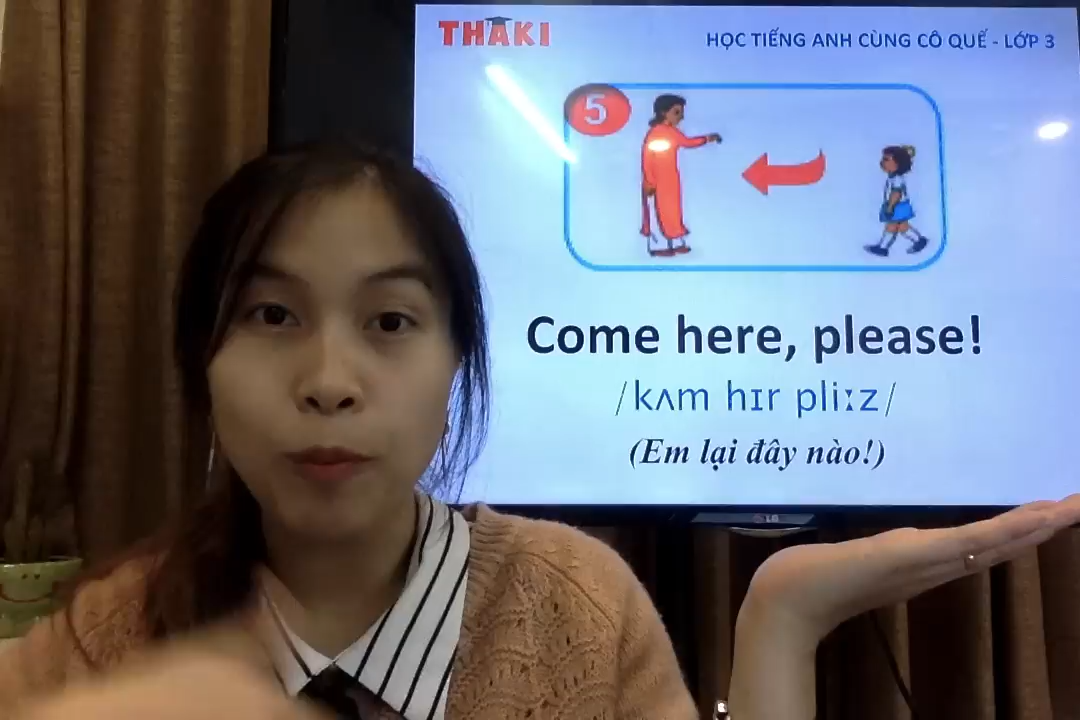 THAKI
HỌC TIẾNG ANH CÙNG CÔ QUẾ - LỚP 3
5
Come here, please!
/kʌm hɪr pliːz/
(Em lại đây nào!)
LG